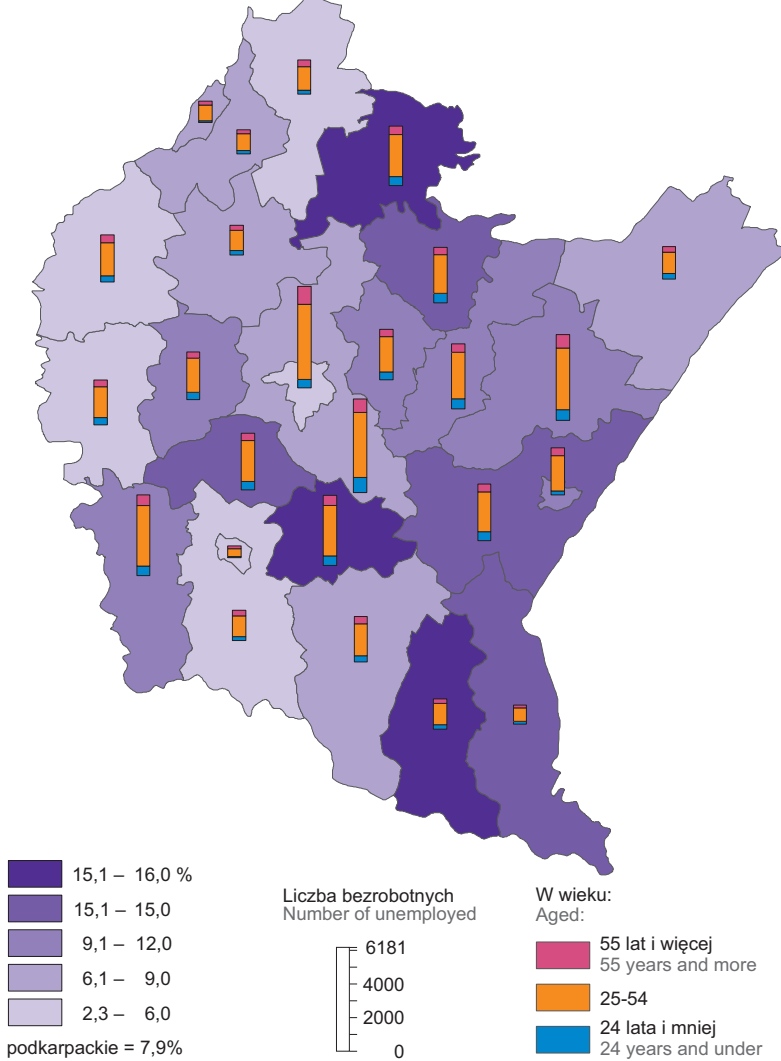 15,1 – 16,0 %
15,1 – 15,0
9,1 – 12,0
6,1 – 9,0
2,3 – 6,0
podkarpackie = 7,9%
Liczba bezrobotnych
Number of unemployed
6181
4000
2000
0
W wieku:
Aged:
55 lat i więcej
55 years and more
25-54
24 lata i mniej
24 years and under